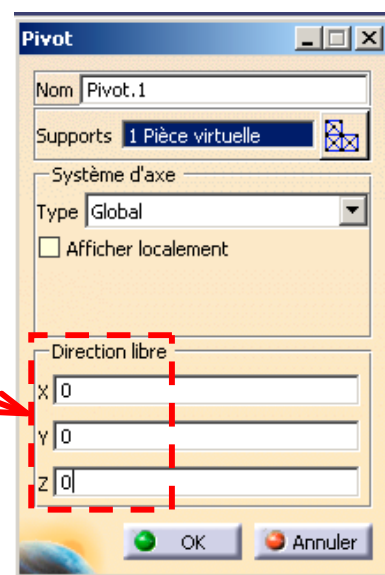 Pivot
Nom Pivot.1
Supports 1 Pièce virtuelle
Système d'axe
Type Global
Afficher localement
Direction libre
X 0
Y 0
Z 0
OK Annuler